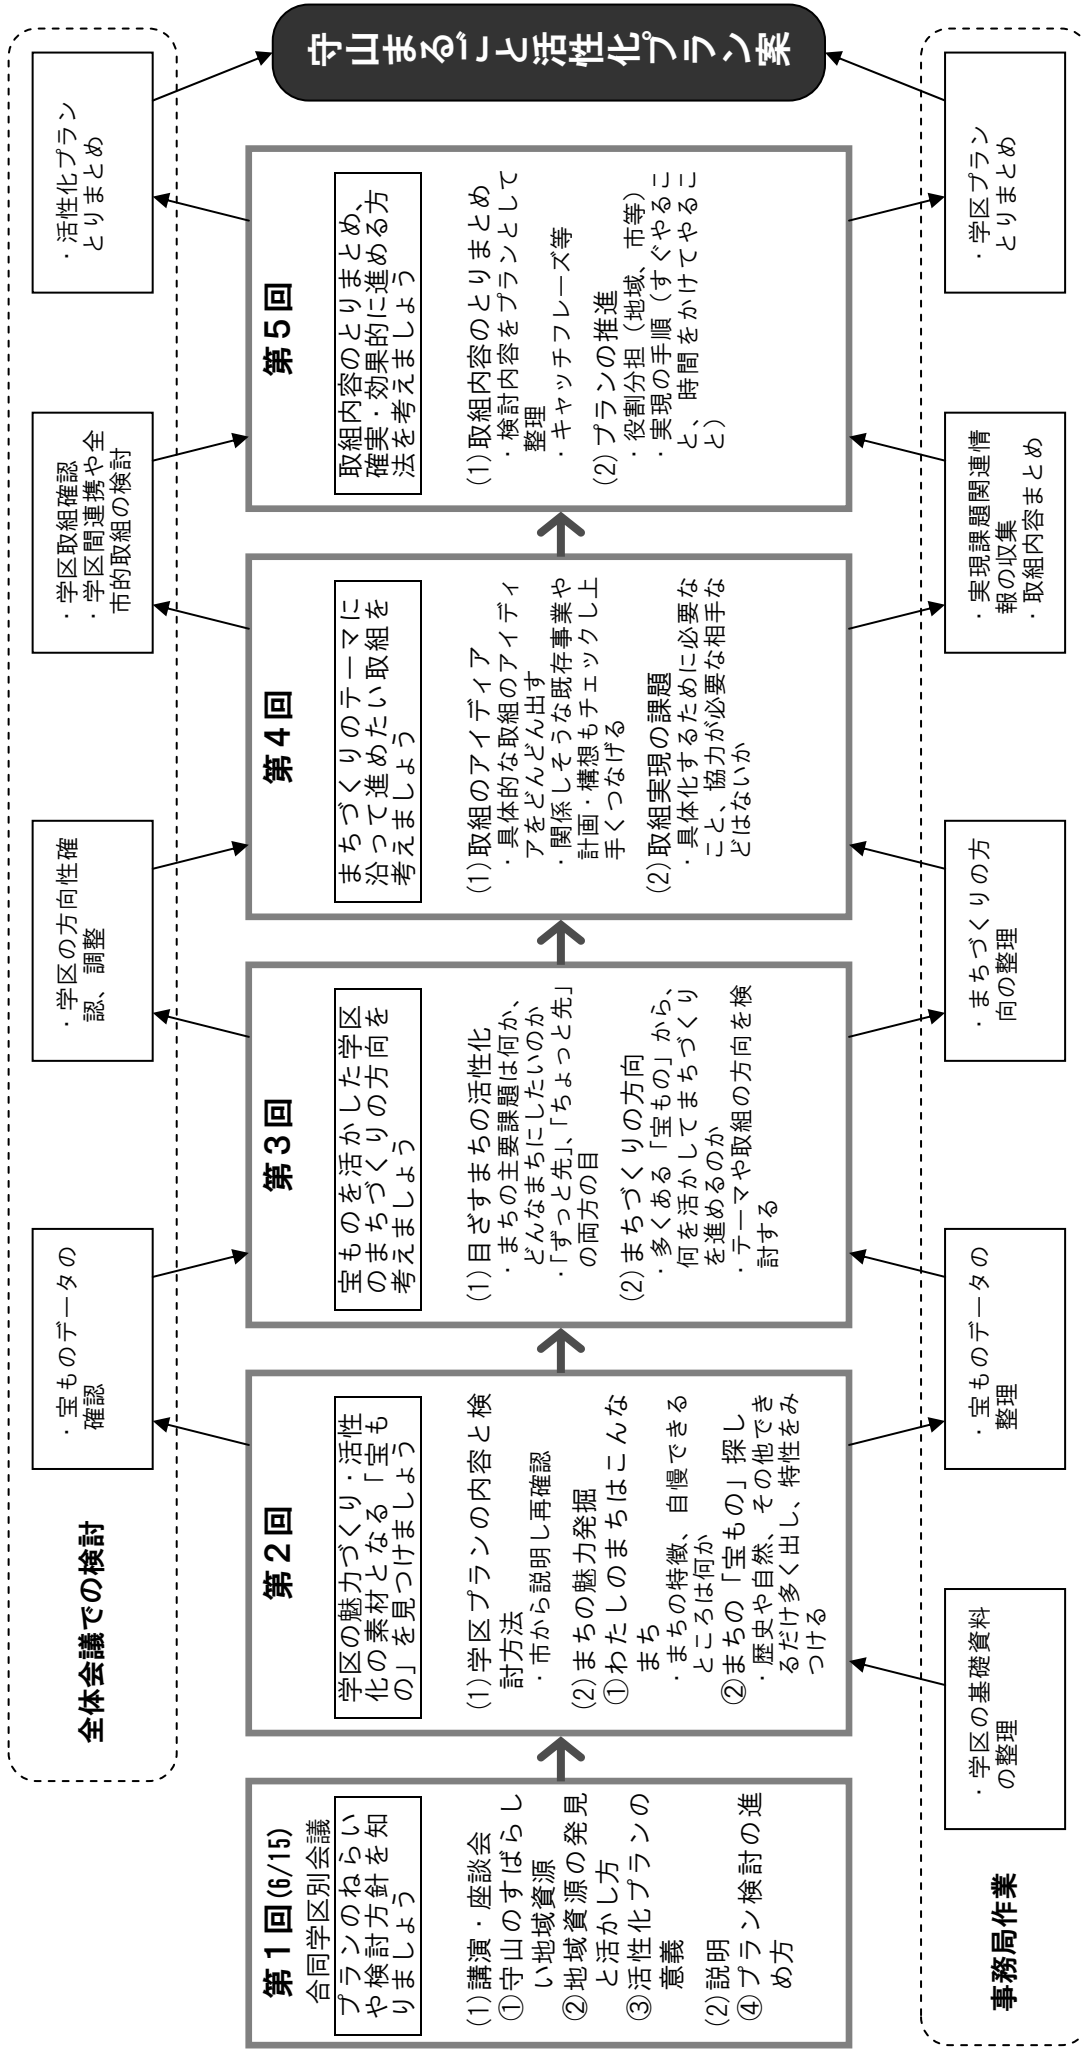 全体会議での検討
・宝ものデータの
確認
・学区の方向性確
認、調整
・学区取組確認
・学区間連携や全
市的取組の検討
・活性化プラン
とりまとめ
第１回(6/15)
合同学区別会議
プランのねらい
や検討方針を知
りましょう
(1)講演・座談会
①守山のすばらし
い地域資源
②地域資源の発見
と活かし方
③活性化プランの
意義
(2)説明
④プラン検討の進
め方
第２回
学区の魅力づくり・活性
化の素材となる「宝も
の」を見つけましょう
(1)学区プランの内容と検
討方法
・市から説明し再確認
(2)まちの魅力発掘
①わたしのまちはこんな
まち
・まちの特徴、自慢できる
ところは何か
②まちの「宝もの」探し
・歴史や自然、その他でき
るだけ多く出し、特性をみ
つける
第３回
宝ものを活かした学区
のまちづくりの方向を
考えましょう
(1)目ざすまちの活性化
・まちの主要課題は何か、
どんなまちにしたいのか
・「ずっと先」、「ちょっと先」
の両方の目
(2)まちづくりの方向
・多くある「宝もの」から、
何を活かしてまちづくり
を進めるのか
・テーマや取組の方向を検
討する
第４回
まちづくりのテーマに
沿って進めたい取組を
考えましょう
(1)取組のアイディア
・具体的な取組のアイディ
アをどんどん出す
・関係しそうな既存事業や
計画・構想もチェックし上
手くつなげる
(2)取組実現の課題
・具体化するために必要な
こと、協力が必要な相手な
どはないか
第５回
取組内容のとりまとめ、
確実・効果的に進める方
法を考えましょう
(1)取組内容のとりまとめ
・検討内容をプランとして
整理
・キャッチフレーズ等
(2)プランの推進
・役割分担（地域、市等）
・実現の手順（すぐやるこ
と、時間をかけてやるこ
と）
守山まるごと活性化プラン案
事務局作業
・学区の基礎資料
の整理
・宝ものデータの
整理
・まちづくりの方
向の整理
・実現課題関連情
報の収集
・取組内容まとめ
・学区プラン
とりまとめ